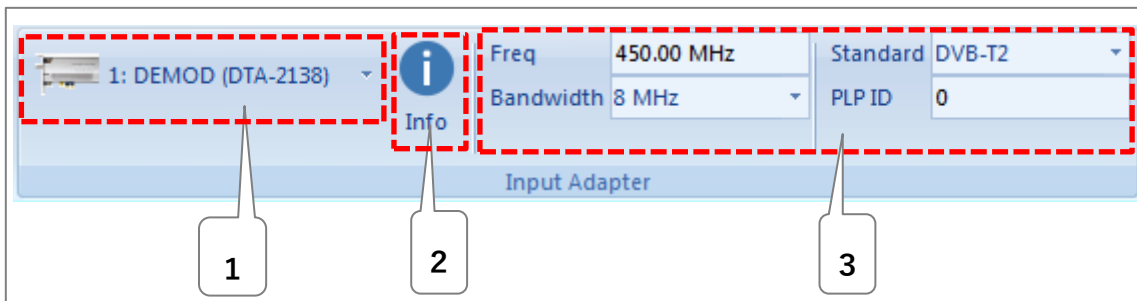 1: DEMOD (DTA-2138)
Info
Freq 450.00 MHz
Bandwidth 8 MHz
Standard DVB-T2
PLP ID 0
Input Adapter
1
2
3